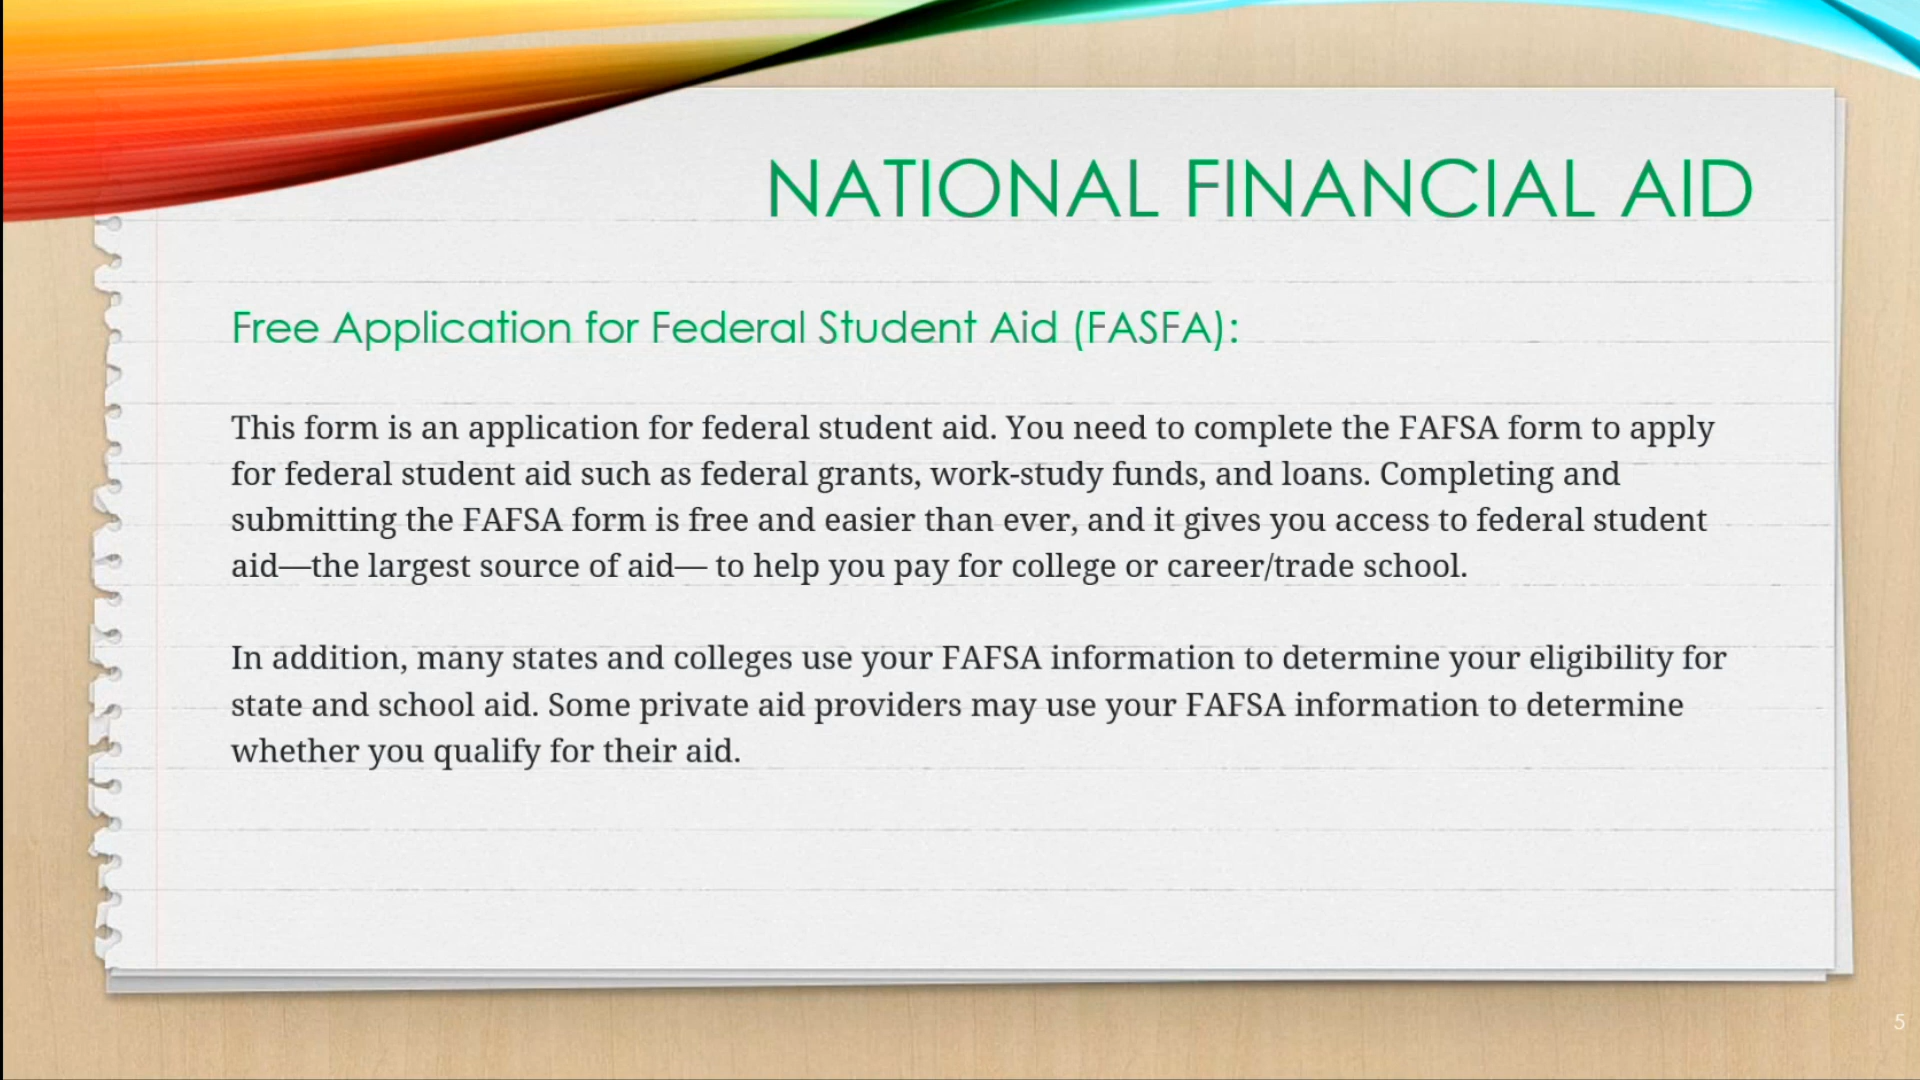 NATIONAL FINANCIAL AID
Free Application for Federal Student Aid (FASFA):
This form is an application for federal student aid. You need to complete the FAFSA form to apply
for federal student aid such as federal grants, work-study funds, and loans. Completing and
submitting the FAFSA form is free and easier than ever, and it gives you access to federal student
aid—the largest source of aid— to help you pay for college or career/trade school.
In addition, many states and colleges use your FAFSA information to determine your eligibility for
state and school aid. Some private aid providers may use your FAFSA information to determine
whether you qualify for their aid.
5